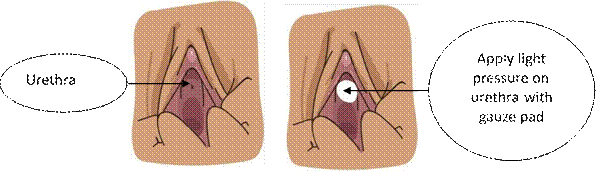 Urethra
Apply light
pressure on
urethra with
gauze pad